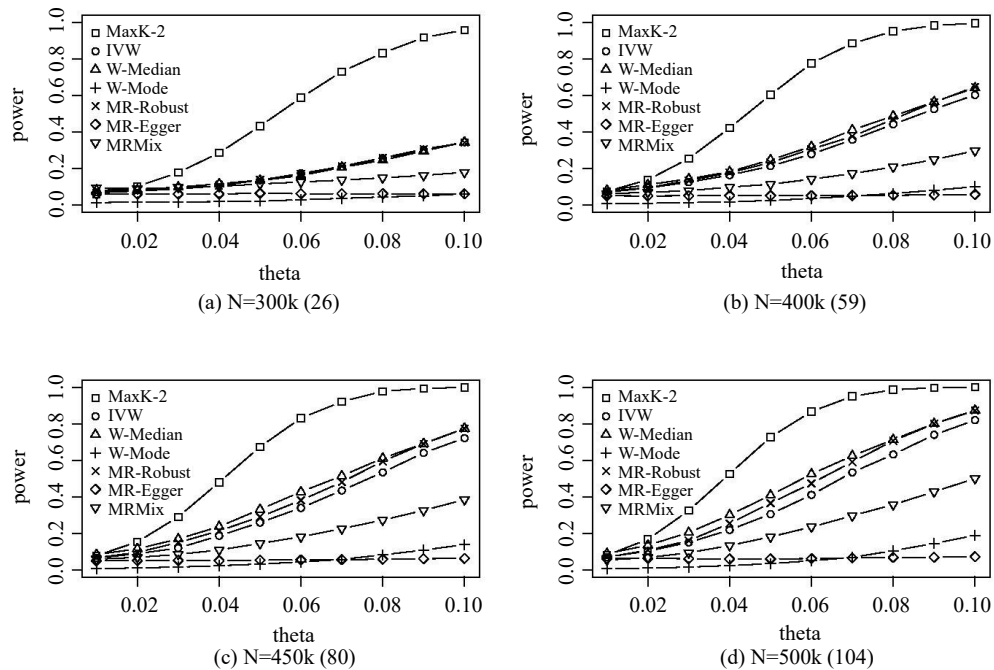 MaxK-2
IVW
W-Median
W-Mode
MR-Robust
MR-Egger
MRMix
power
0.0 0.2 0.4 0.6 0.8 1.0
0.02 0.04 0.06 0.08 0.10
theta
(a) N=300k (26)
MaxK-2
IVW
W-Median
W-Mode
MR-Robust
MR-Egger
MRMix
power
0.0 0.2 0.4 0.6 0.8 1.0
0.02 0.04 0.06 0.08 0.10
theta
(b) N=400k (59)
MaxK-2
IVW
W-Median
W-Mode
MR-Robust
MR-Egger
MRMix
power
0.0 0.2 0.4 0.6 0.8 1.0
0.02 0.04 0.06 0.08 0.10
theta
(c) N=450k (80)
MaxK-2
IVW
W-Median
W-Mode
MR-Robust
MR-Egger
MRMix
power
0.0 0.2 0.4 0.6 0.8 1.0
0.02 0.04 0.06 0.08 0.10
theta
(d) N=500k (104)